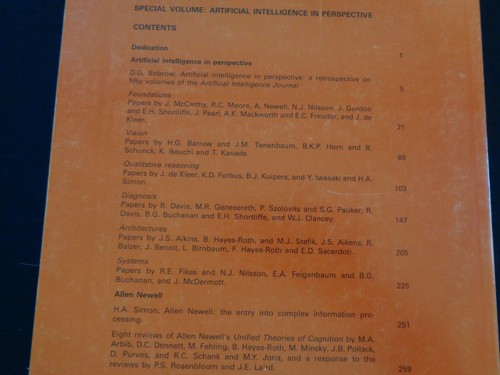 SPECIAL VOLUME: ARTIFICIAL INTELLIGENCE IN PERSPECTIVE
CONTENTS
Dedication 1
Artificial intelligence in perspective
D.G. Bobrow, Artificial intelligence in perspective: a retrospective on
fifty volumes of the Artificial Intelligence Journal 5
Foundations
Papers by J. McCarthy, R.C. Moore, A. Newell, N.J. Nilsson, J. Gordon
and E.H. Shortliffe, J. Pearl, A.K. Mackworth and E.C. Freuder, and J. de
Kleer. 21
Vision
Papers by H.G. Barrow and J.M. Tenenbaum, B.K.P. Horn and B.
Schunck, K. Ikeuchi and T. Kanade. 69
Qualitative reasoning
Papers by J. de Kleer, K.D. Forbus, B.J. Kuipers, and Y. Iwasaki and H.A.
Simon. 103
Diagnosis
Papers by R. Davis, M.R. Genesereth, P. Szolovits and S.G. Pauker, R.
Davis, B.G. Buchanan and E.H. Shortliffe, and W.J. Clancey. 147
Architectures
Papers by J.S. Aikins, B. Hayes-Roth, and M.J. Stefik, J.S. Aikens, R.
Balzer, J. Benoit, L. Birnbaum, F. Hayes-Roth and E.D. Sacerdoti. 205
Systems
Papers by R.E. Fikes and N.J. Nilsson, E.A. Feigenbaum and B.G.
Buchanan, and J. McDermott. 225
Allen Newell
H.A. Simon, Allen Newell: the entry into complex information pro-
cessing. 251
Eight reviews of Allen Newell's Unified Theories of Cognition by M.A.
Arbib, D.C. Dennett, M. Fehling, B. Hayes-Roth, M. Minsky, J.B. Pollack,
D. Purves, and R.C. Schank and M.Y. Jona, and a response to the
reviews by P.S. Rosenbloom and J.E. Laird. 259